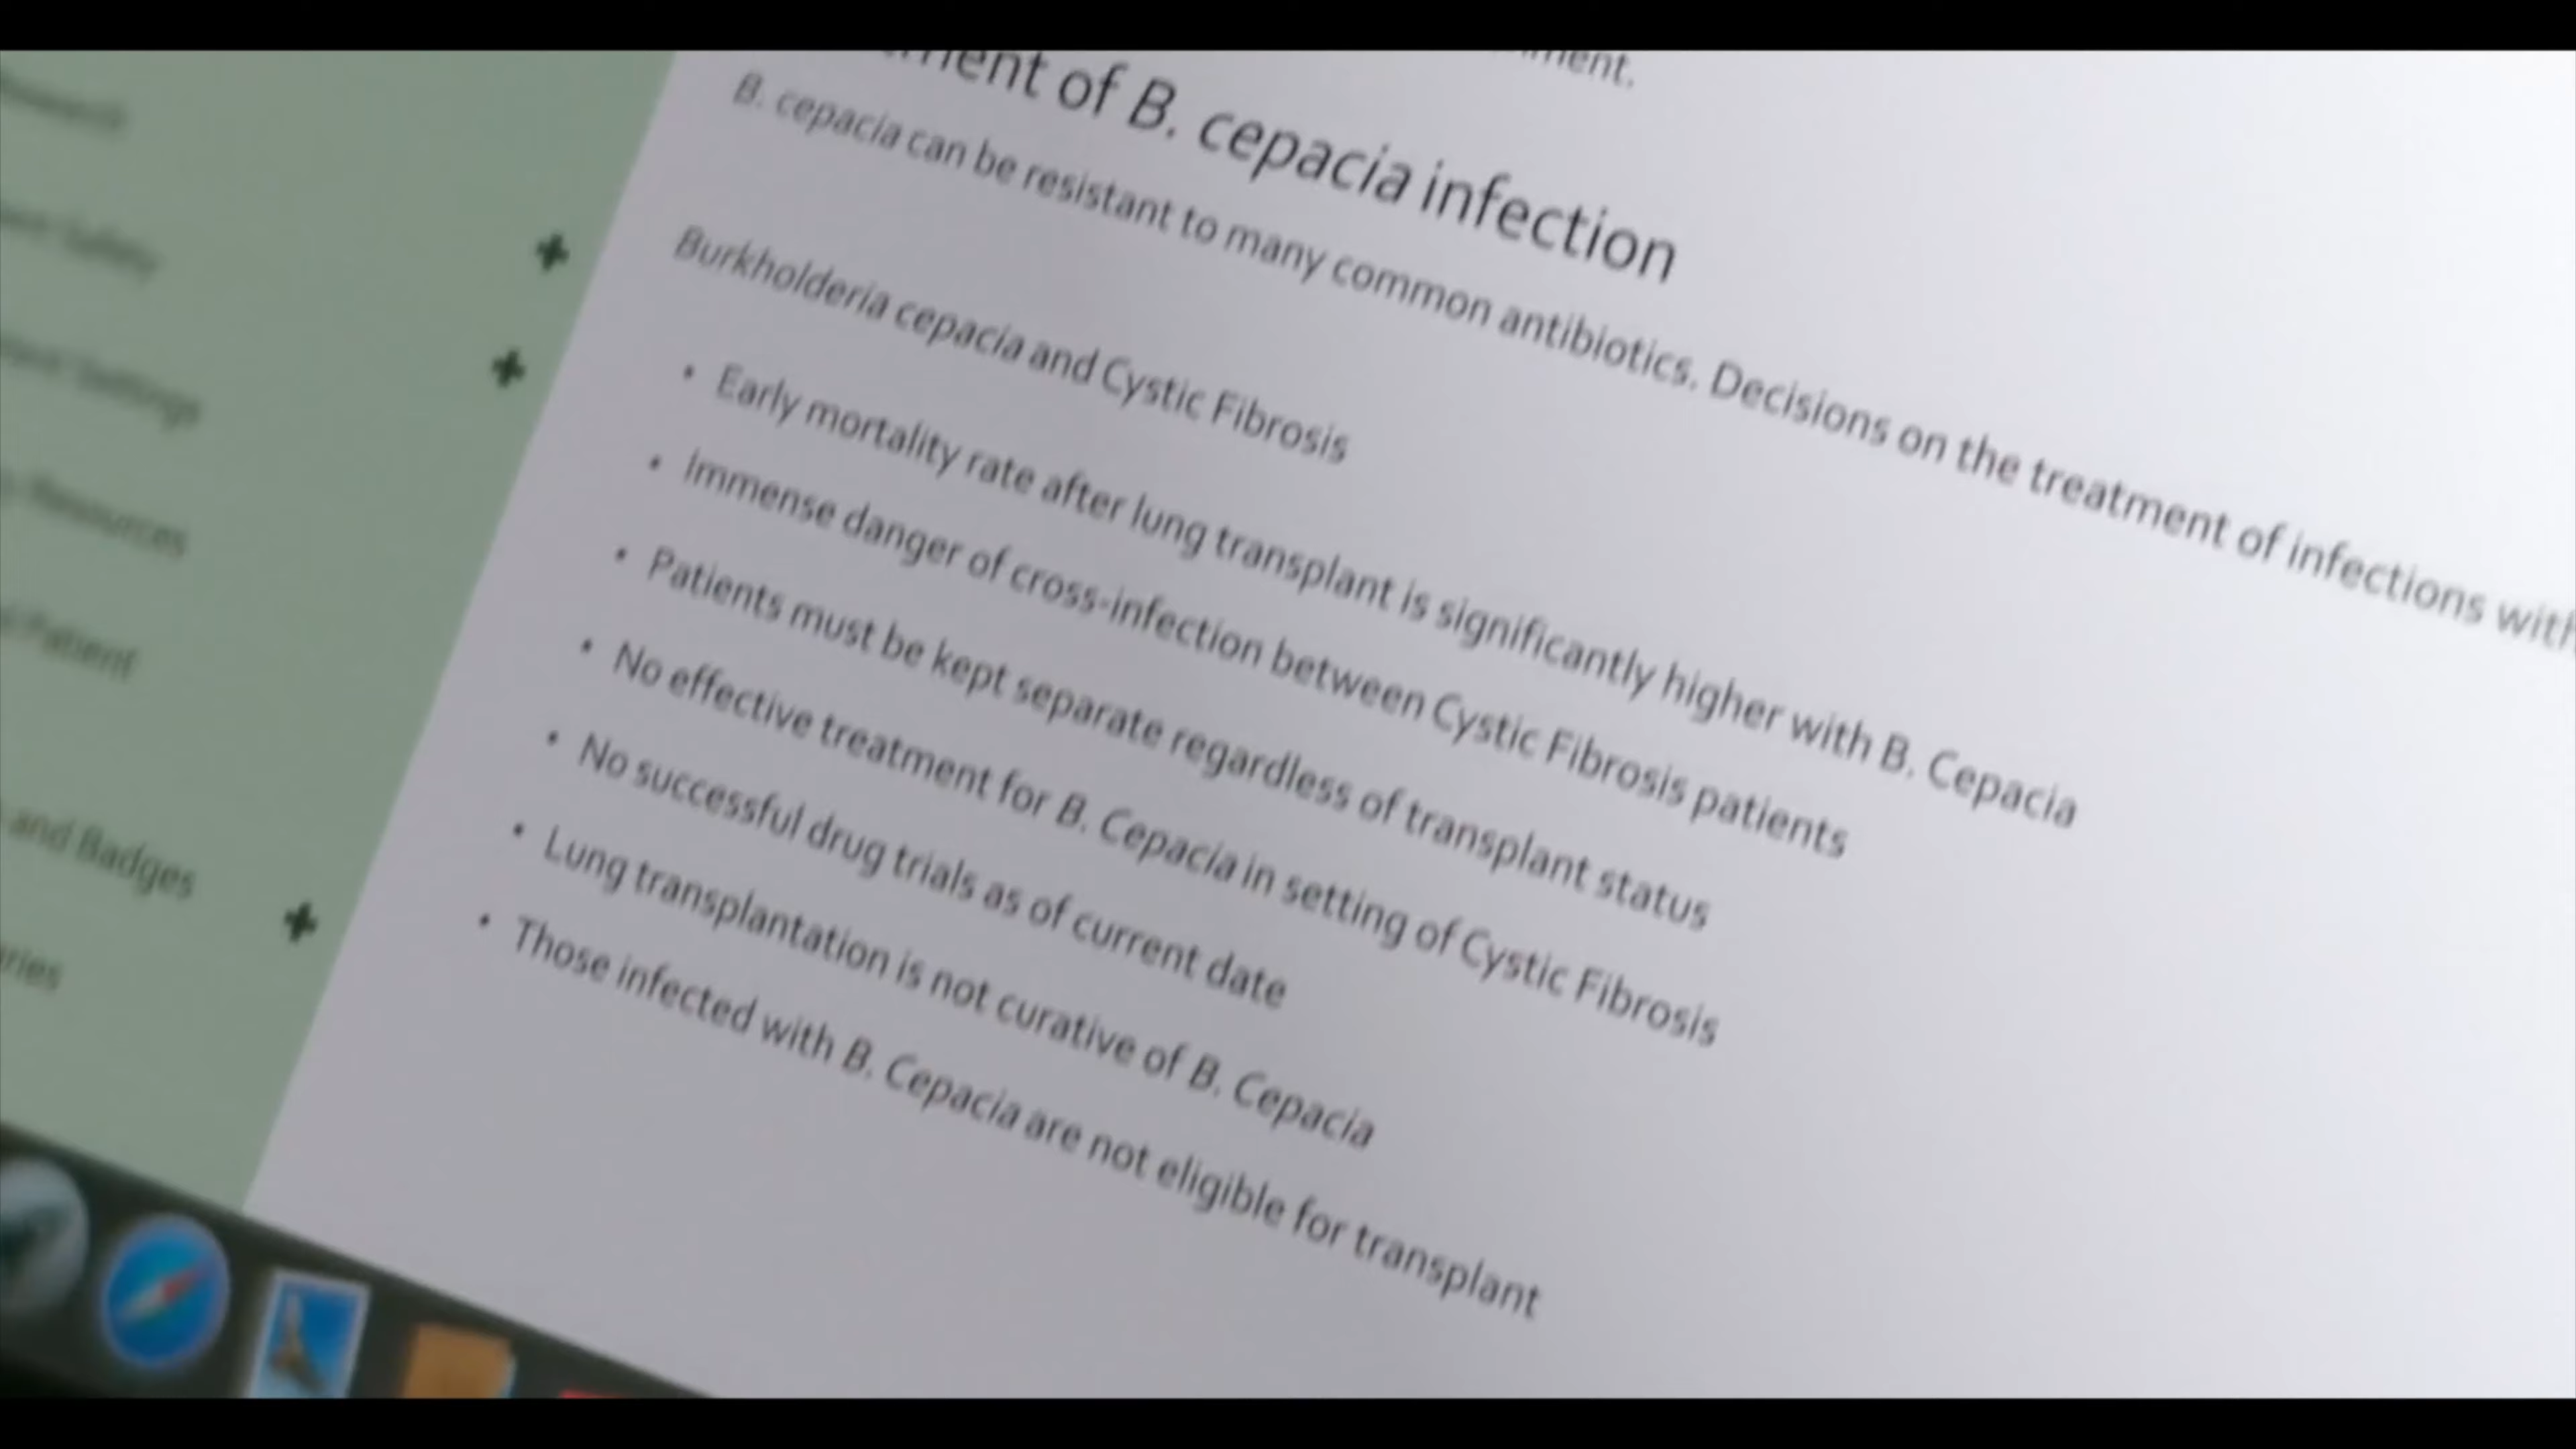 of B. cepacia infection
B. cepacia can be resistant to many common antibiotics. Decisions on the treatment of infections with
Burkholderia cepacia and Cystic Fibrosis
• Early mortality rate after lung transplant is significantly higher with B. Cepacia
• Immense danger of cross-infection between Cystic Fibrosis patients
• Patients must be kept separate regardless of transplant status
• No effective treatment for B. Cepacia in setting of Cystic Fibrosis
• No successful drug trials as of current date
• Lung transplantation is not curative of B. Cepacia
• Those infected with B. Cepacia are not eligible for transplant
Safety
Settings
Resources
Patient
and Badges